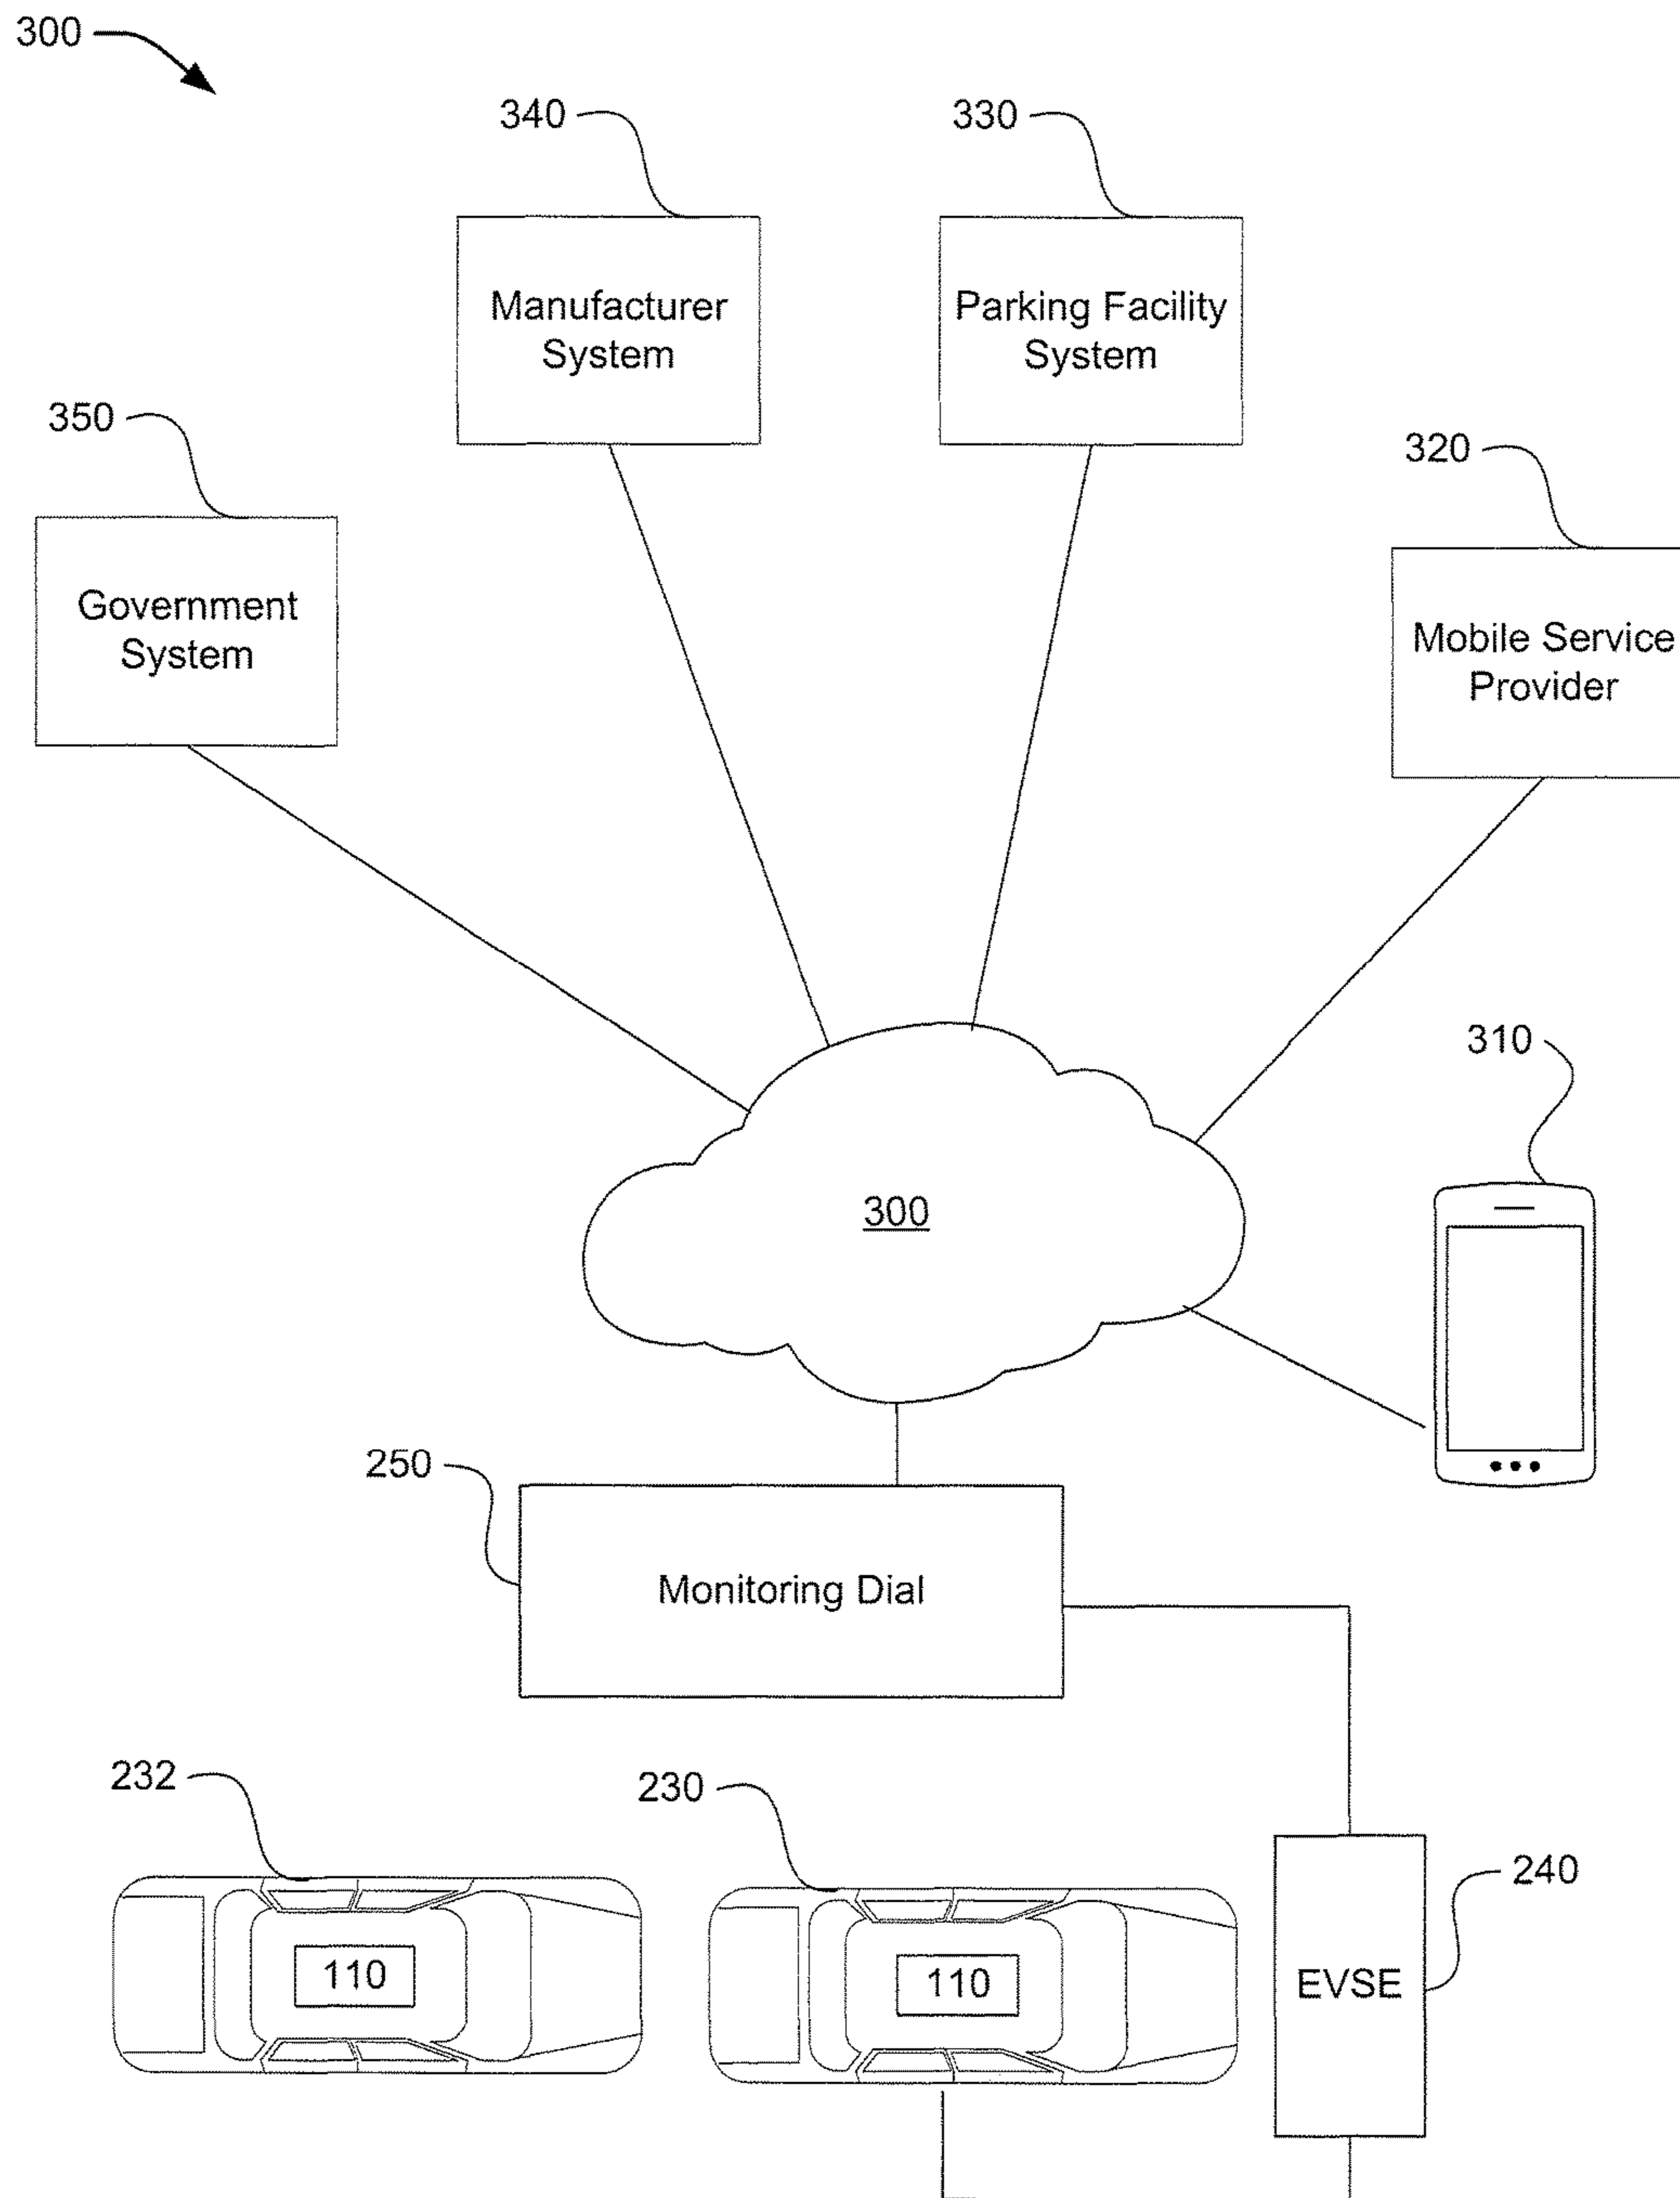 300
340
330
Manufacturer
System
Parking Facility
System
350
320
Government
System
Mobile Service
Provider
310
300
250
Monitoring Dial
232
230
240
110
110
EVSE